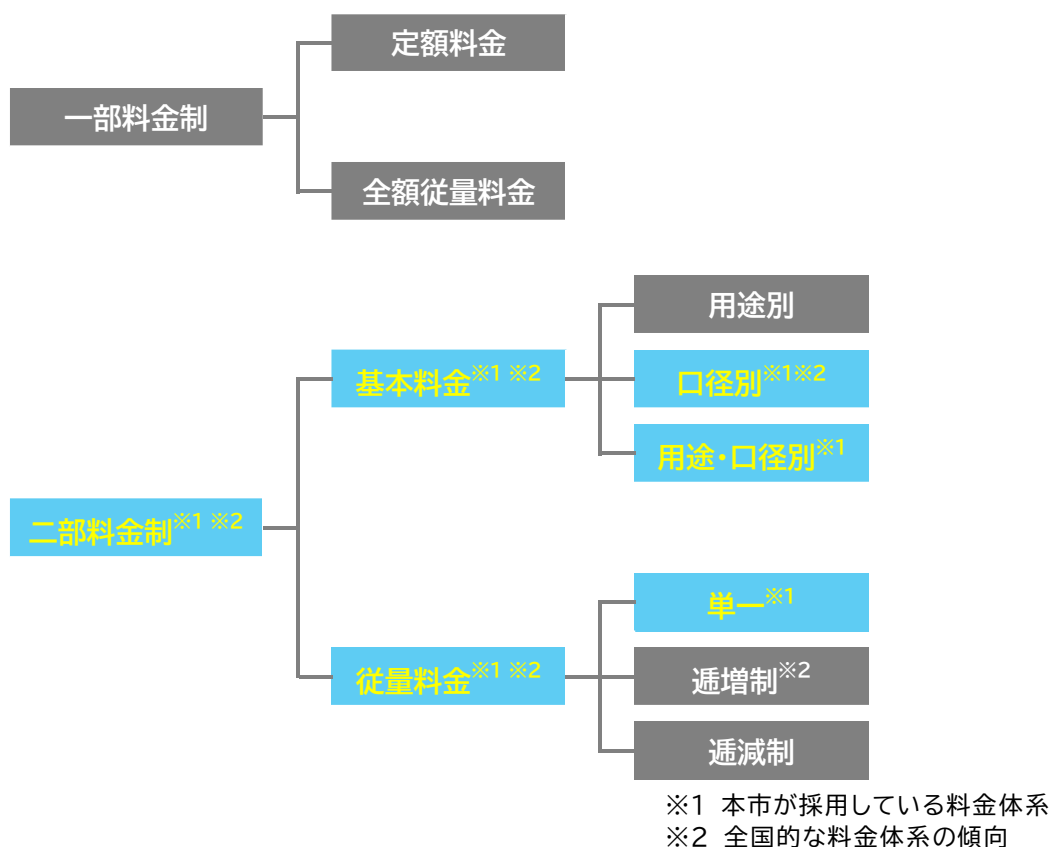 定額料金
一部料金制
全額従量料金
用途別
基本料金※1 ※2
口径別※1※2
用途・口径別※1
二部料金制※1 ※2
単一※1
従量料金※1 ※2
逓増制※2
逓減制
※1 本市が採用している料金体系
※2 全国的な料金体系の傾向